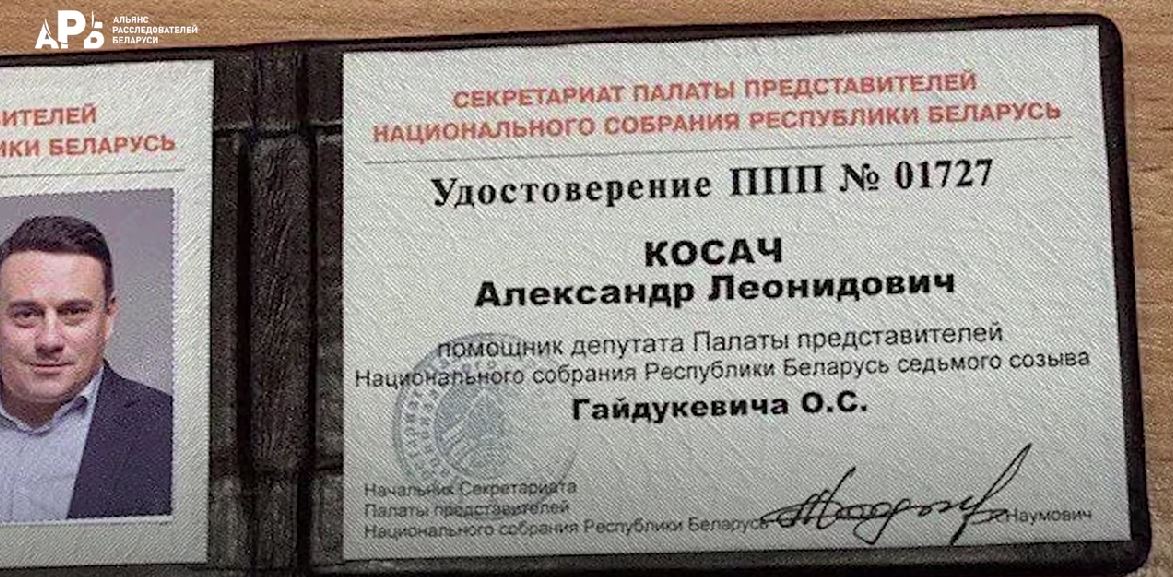 АРБ
АЛЬЯНС
РАССЛЕДОВАТЕЛЕЙ
БЕЛАРУСИ
ИТЕЛЕЙ
ИКИ БЕЛАРУСЬ
СЕКРЕТАРИАТ ПАЛАТЫ ПРЕДСТАВИТЕЛЕЙ
НАЦИОНАЛЬНОГО СОБРАНИЯ РЕСПУБЛИКИ БЕЛАРУСЬ
Удостоверение ППП № 01727
КОСАЧ
Александр Леонидович
помощник депутата Палаты представителей
Национального собрания Республики Беларусь седьмого созыва
Гайдукевича О.С.
Начальник Секретариата
Палаты представителей
Национального собрания Республики Беларусь
Наумович